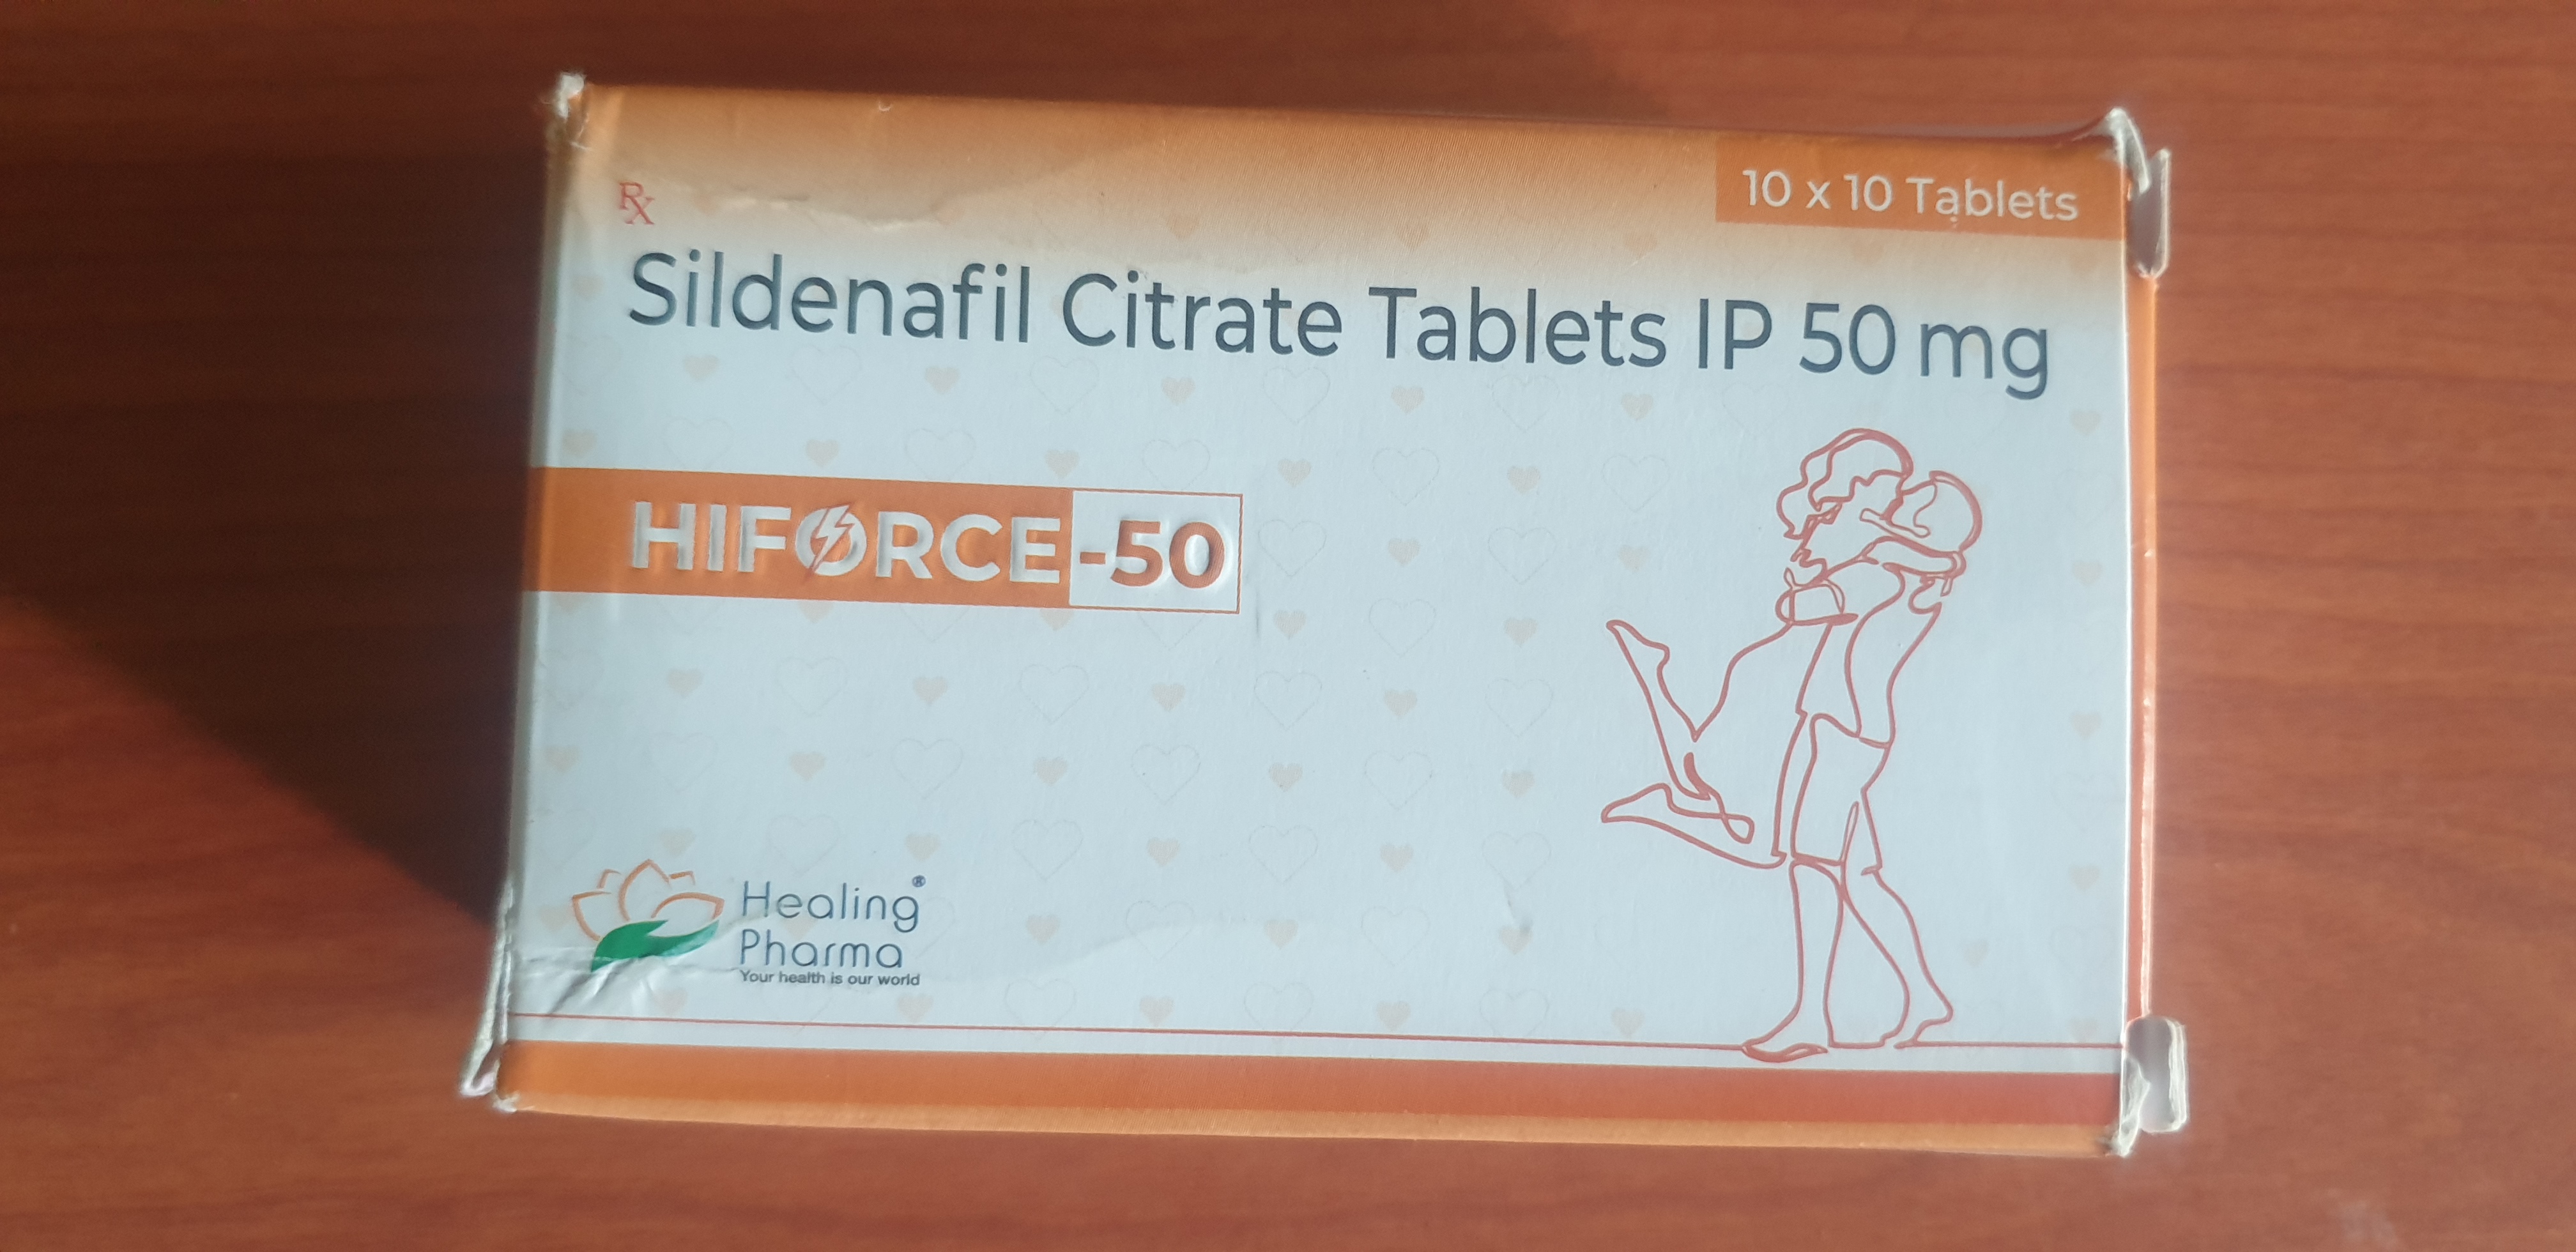 Rx
10 x 10 Tablets
Sildenafil Citrate Tablets IP 50 mg
HIFORCE-50
Healing®
Pharma
Your health is our world